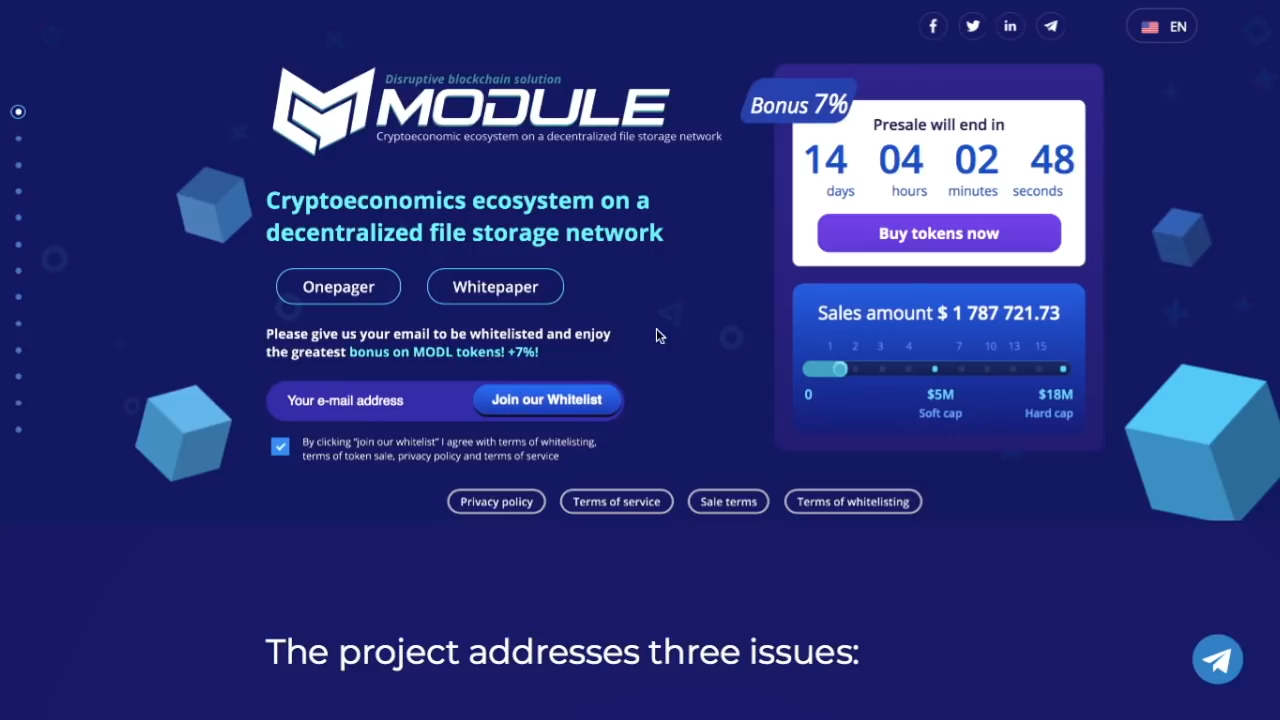 EN
Disruptive blockchain solution
MODULE
Cryptoeconomic ecosystem on a decentralized file storage network
Cryptoeconomics ecosystem on a
decentralized file storage network
Onepager
Whitepaper
Please give us your email to be whitelisted and enjoy
the greatest bonus on MODL tokens! +7%!
Your e-mail address
Join our Whitelist
By clicking "join our whitelist" I agree with terms of whitelisting,
terms of token sale, privacy policy and terms of service
Bonus 7%
Presale will end in
14 04 02 48
days hours minutes seconds
Buy tokens now
Sales amount $ 1 787 721.73
1 2 3 4 7 10 13 15
0 $5M $18M
Soft cap Hard cap
Privacy policy
Terms of service
Sale terms
Terms of whitelisting
The project addresses three issues: